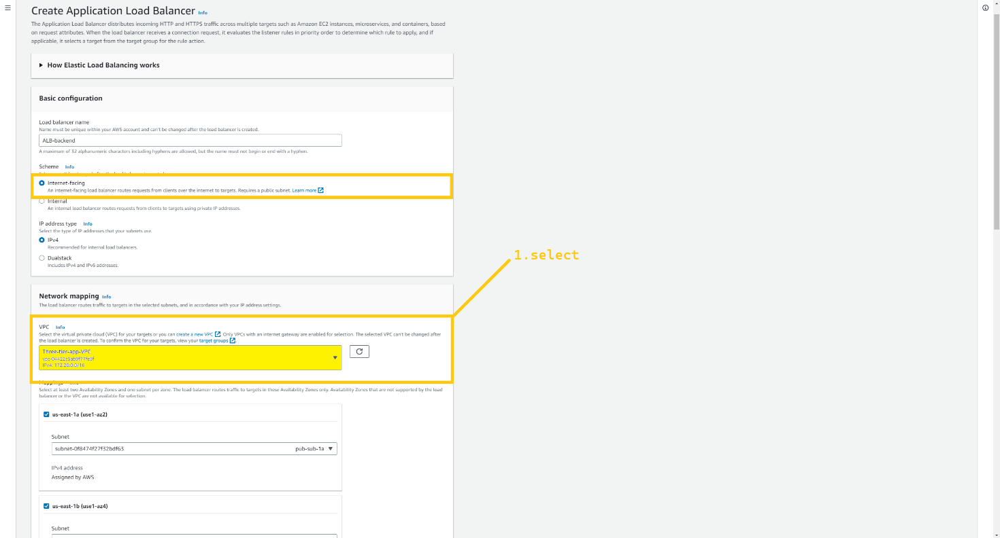 Create Application Load Balancer Info
The Application Load Balancer distributes incoming HTTP and HTTPS traffic across multiple targets such as Amazon EC2 instances, microservices, and containers, based
on request attributes. When the load balancer receives a connection request, it evaluates the listener rules in priority order to determine which rule to apply, and if
applicable, it selects a target from the target group for the rule action.
How Elastic Load Balancing works
Basic configuration
Load balancer name
Name must be unique within your AWS account and can't be changed after the load balancer is created.
ALB-backend
A maximum of 32 alphanumeric characters including hyphens are allowed, but the name must not begin or end with a hyphen.
Scheme Info
Internet-facing
An internet-facing load balancer routes requests from clients over the internet to targets. Requires a public subnet. Learn more
Internal
An internal load balancer routes requests from clients to targets using private IP addresses.
IP address type Info
Select the type of IP addresses that your subnets use.
IPv4
Recommended for internal load balancers.
Dualstack
Includes IPv4 and IPv6 addresses.
1.select
Network mapping Info
The load balancer routes traffic to targets in the selected subnets, and in accordance with your IP address settings.
VPC Info
Select the virtual private cloud (VPC) for your targets or you can create a new VPC. Only VPCs with an internet gateway are enabled for selection. The selected VPC can't be changed after
the load balancer is created. To confirm the VPC for your targets, view your target groups.
Three-tier-app-VPC
IPv4: 172.20.0.0/16
Mappings Info
Select at least two Availability Zones and one subnet per zone. The load balancer routes traffic to targets in these Availability Zones only. Availability Zones that are not supported by the load
balancer or the VPC are not available for selection.
us-east-1a (use1-az2)
Subnet
subnet-0f8474f27f32bdf63 pub-sub-1a
IPv4 address
Assigned by AWS
us-east-1b (use1-az4)
Subnet